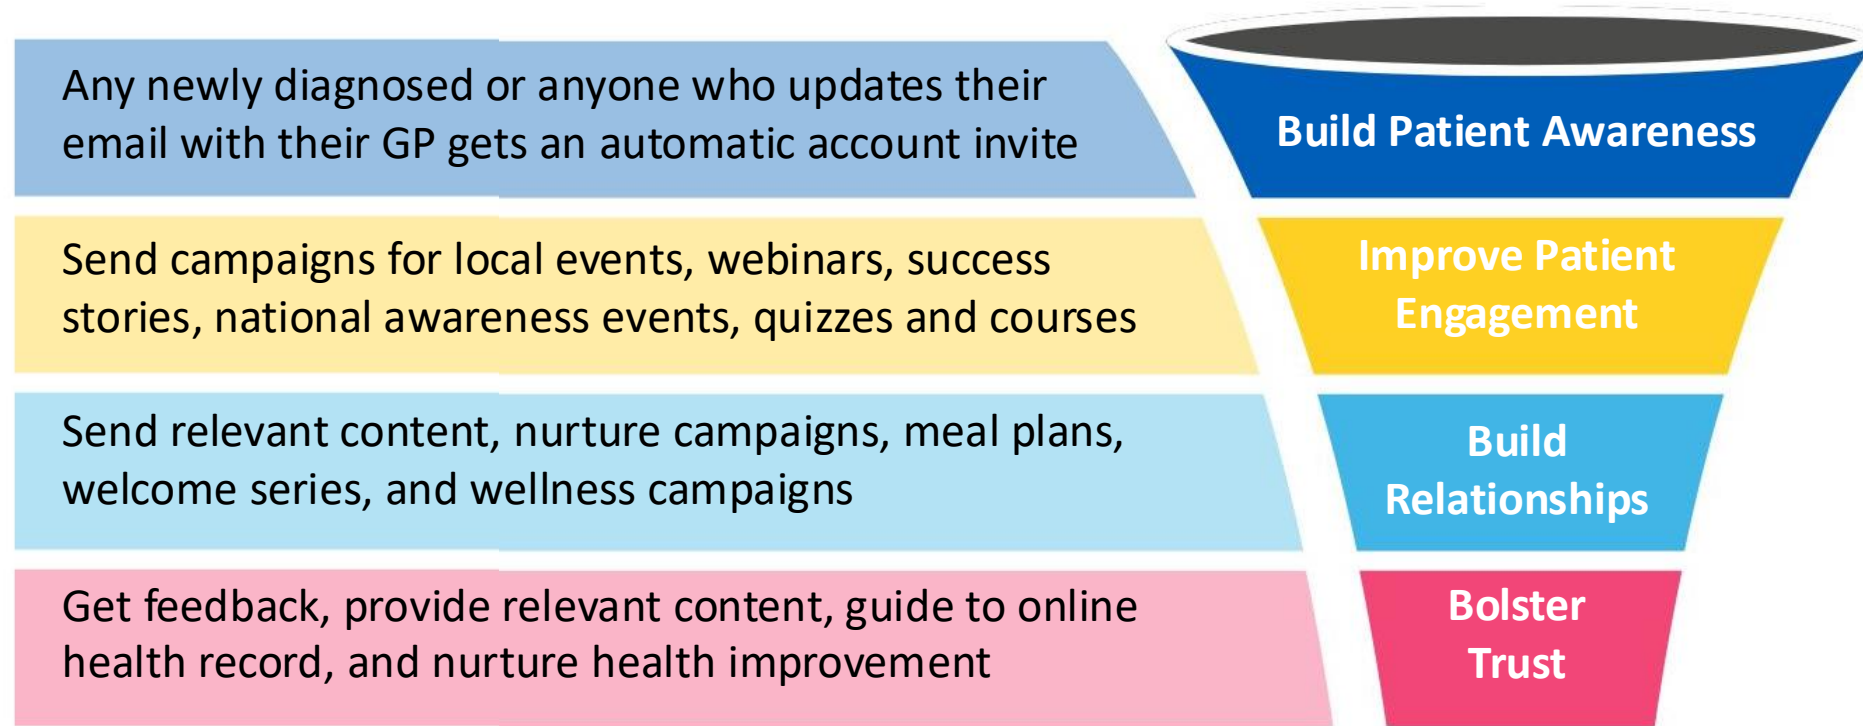 Any newly diagnosed or anyone who updates their
email with their GP gets an automatic account invite
Build Patient Awareness
Send campaigns for local events, webinars, success
stories, national awareness events, quizzes and courses
Improve Patient
Engagement
Send relevant content, nurture campaigns, meal plans,
welcome series, and wellness campaigns
Build
Relationships
Get feedback, provide relevant content, guide to online
health record, and nurture health improvement
Bolster
Trust